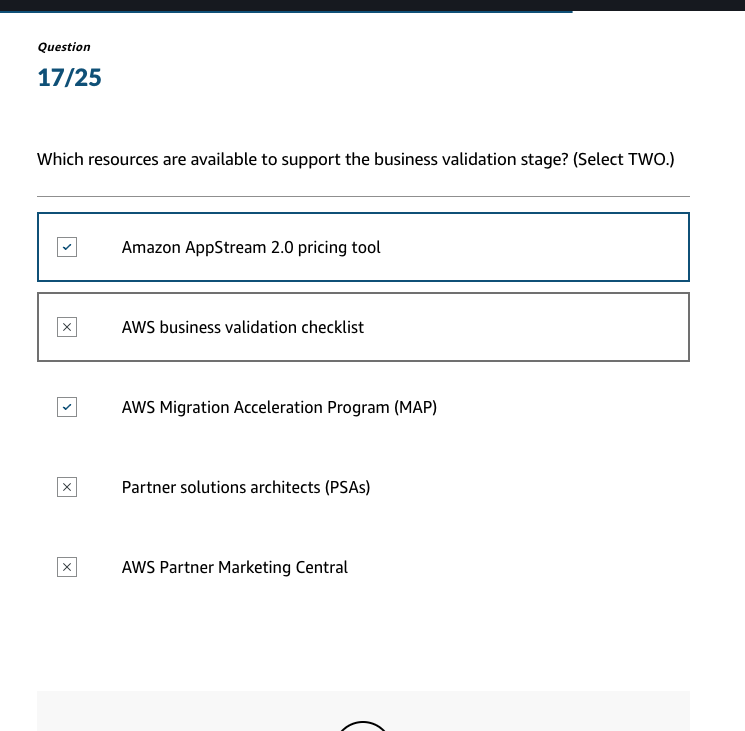 Question
17/25
Which resources are available to support the business validation stage? (Select TWO.)
Amazon AppStream 2.0 pricing tool
AWS business validation checklist
AWS Migration Acceleration Program (MAP)
Partner solutions architects (PSAs)
AWS Partner Marketing Central